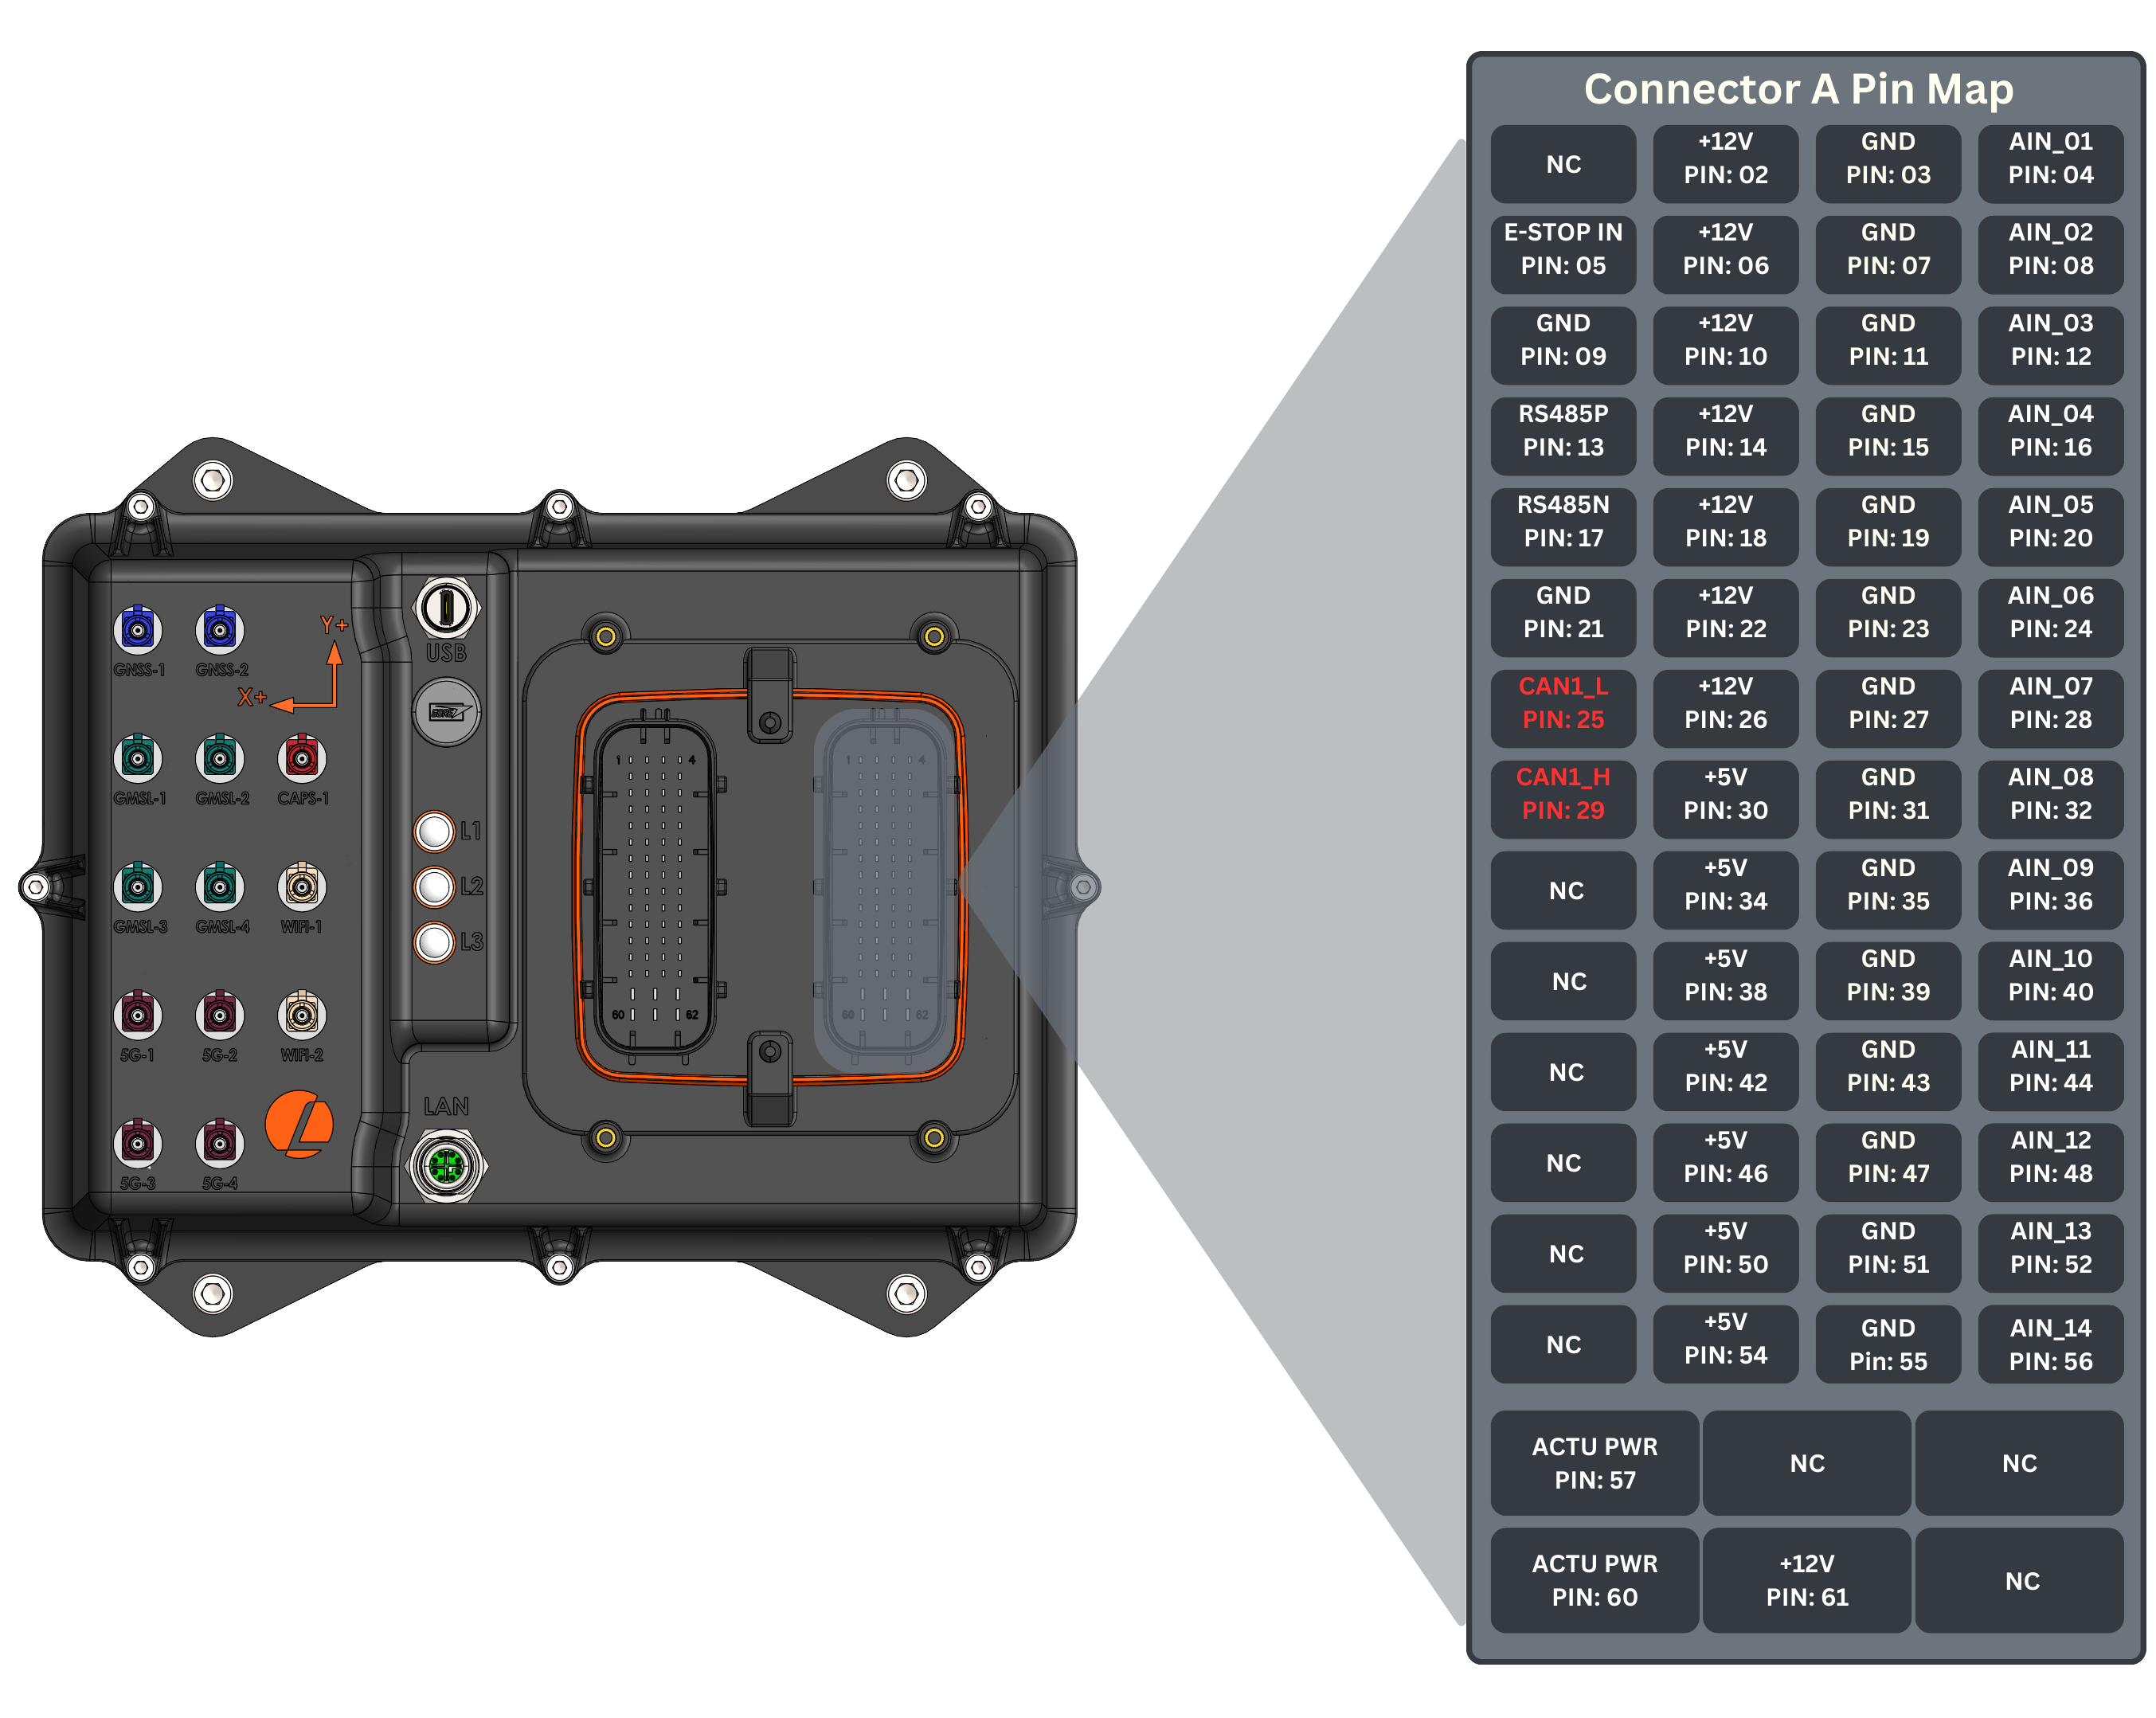 GNSS-1
GNSS-2
Y+
X+
GMSL-1
GMSL-2
CAPS-1
GMSL-3
GMSL-4
WIFI-1
5G-1
5G-2
WIFI-2
5G-3
5G-4
USB
L1
L2
L3
LAN
1
4
60
62
1
4
60
62
Connector A Pin Map
NC
+12V
PIN: 02
GND
PIN: 03
AIN_01
PIN: 04
E-STOP IN
PIN: 05
+12V
PIN: 06
GND
PIN: 07
AIN_02
PIN: 08
GND
PIN: 09
+12V
PIN: 10
GND
PIN: 11
AIN_03
PIN: 12
RS485P
PIN: 13
+12V
PIN: 14
GND
PIN: 15
AIN_04
PIN: 16
RS485N
PIN: 17
+12V
PIN: 18
GND
PIN: 19
AIN_05
PIN: 20
GND
PIN: 21
+12V
PIN: 22
GND
PIN: 23
AIN_06
PIN: 24
CAN1_L
PIN: 25
+12V
PIN: 26
GND
PIN: 27
AIN_07
PIN: 28
CAN1_H
PIN: 29
+5V
PIN: 30
GND
PIN: 31
AIN_08
PIN: 32
NC
+5V
PIN: 34
GND
PIN: 35
AIN_09
PIN: 36
NC
+5V
PIN: 38
GND
PIN: 39
AIN_10
PIN: 40
NC
+5V
PIN: 42
GND
PIN: 43
AIN_11
PIN: 44
NC
+5V
PIN: 46
GND
PIN: 47
AIN_12
PIN: 48
NC
+5V
PIN: 50
GND
PIN: 51
AIN_13
PIN: 52
NC
+5V
PIN: 54
GND
Pin: 55
AIN_14
PIN: 56
ACTU PWR
PIN: 57
NC
NC
ACTU PWR
PIN: 60
+12V
PIN: 61
NC